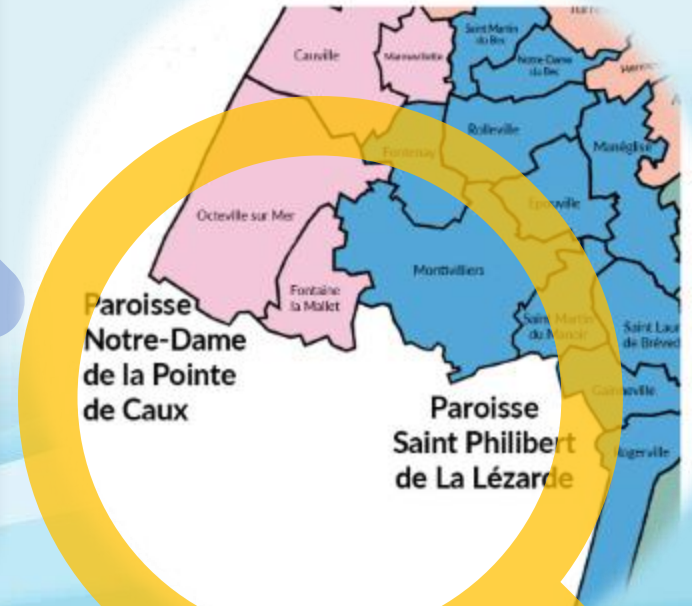 Saint Martin
du Bec
Cauville
Mannevillette
Notre-Dame
du Bec
Rolleville
Fontenay
Manéglise
Epouville
Octeville sur Mer
Montivilliers
Fontaine
la Mallet
Saint Martin
du Manoir
Saint Laur
de Bréved
Paroisse
Notre-Dame
de la Pointe
de Caux
Gainneville
Paroisse
Saint Philibert
de La Lézarde
Rogerville